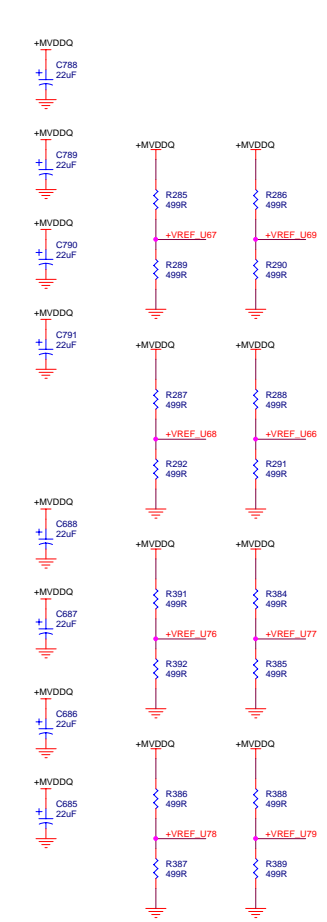 +MVDDQ
+ C788
22uF
+MVDDQ
+ C789
22uF
+MVDDQ
+ C790
22uF
+MVDDQ
+ C791
22uF
+MVDDQ
+ C688
22uF
+MVDDQ
+ C687
22uF
+MVDDQ
+ C686
22uF
+MVDDQ
+ C685
22uF
+MVDDQ
R285
499R
+VREF_U67
R289
499R
+MVDDQ
R286
499R
+VREF_U69
R290
499R
+MVDDQ
R287
499R
+VREF_U68
R292
499R
+MVDDQ
R288
499R
+VREF_U66
R291
499R
+MVDDQ
R391
499R
+VREF_U76
R392
499R
+MVDDQ
R384
499R
+VREF_U77
R385
499R
+MVDDQ
R386
499R
+VREF_U78
R387
499R
+MVDDQ
R388
499R
+VREF_U79
R389
499R